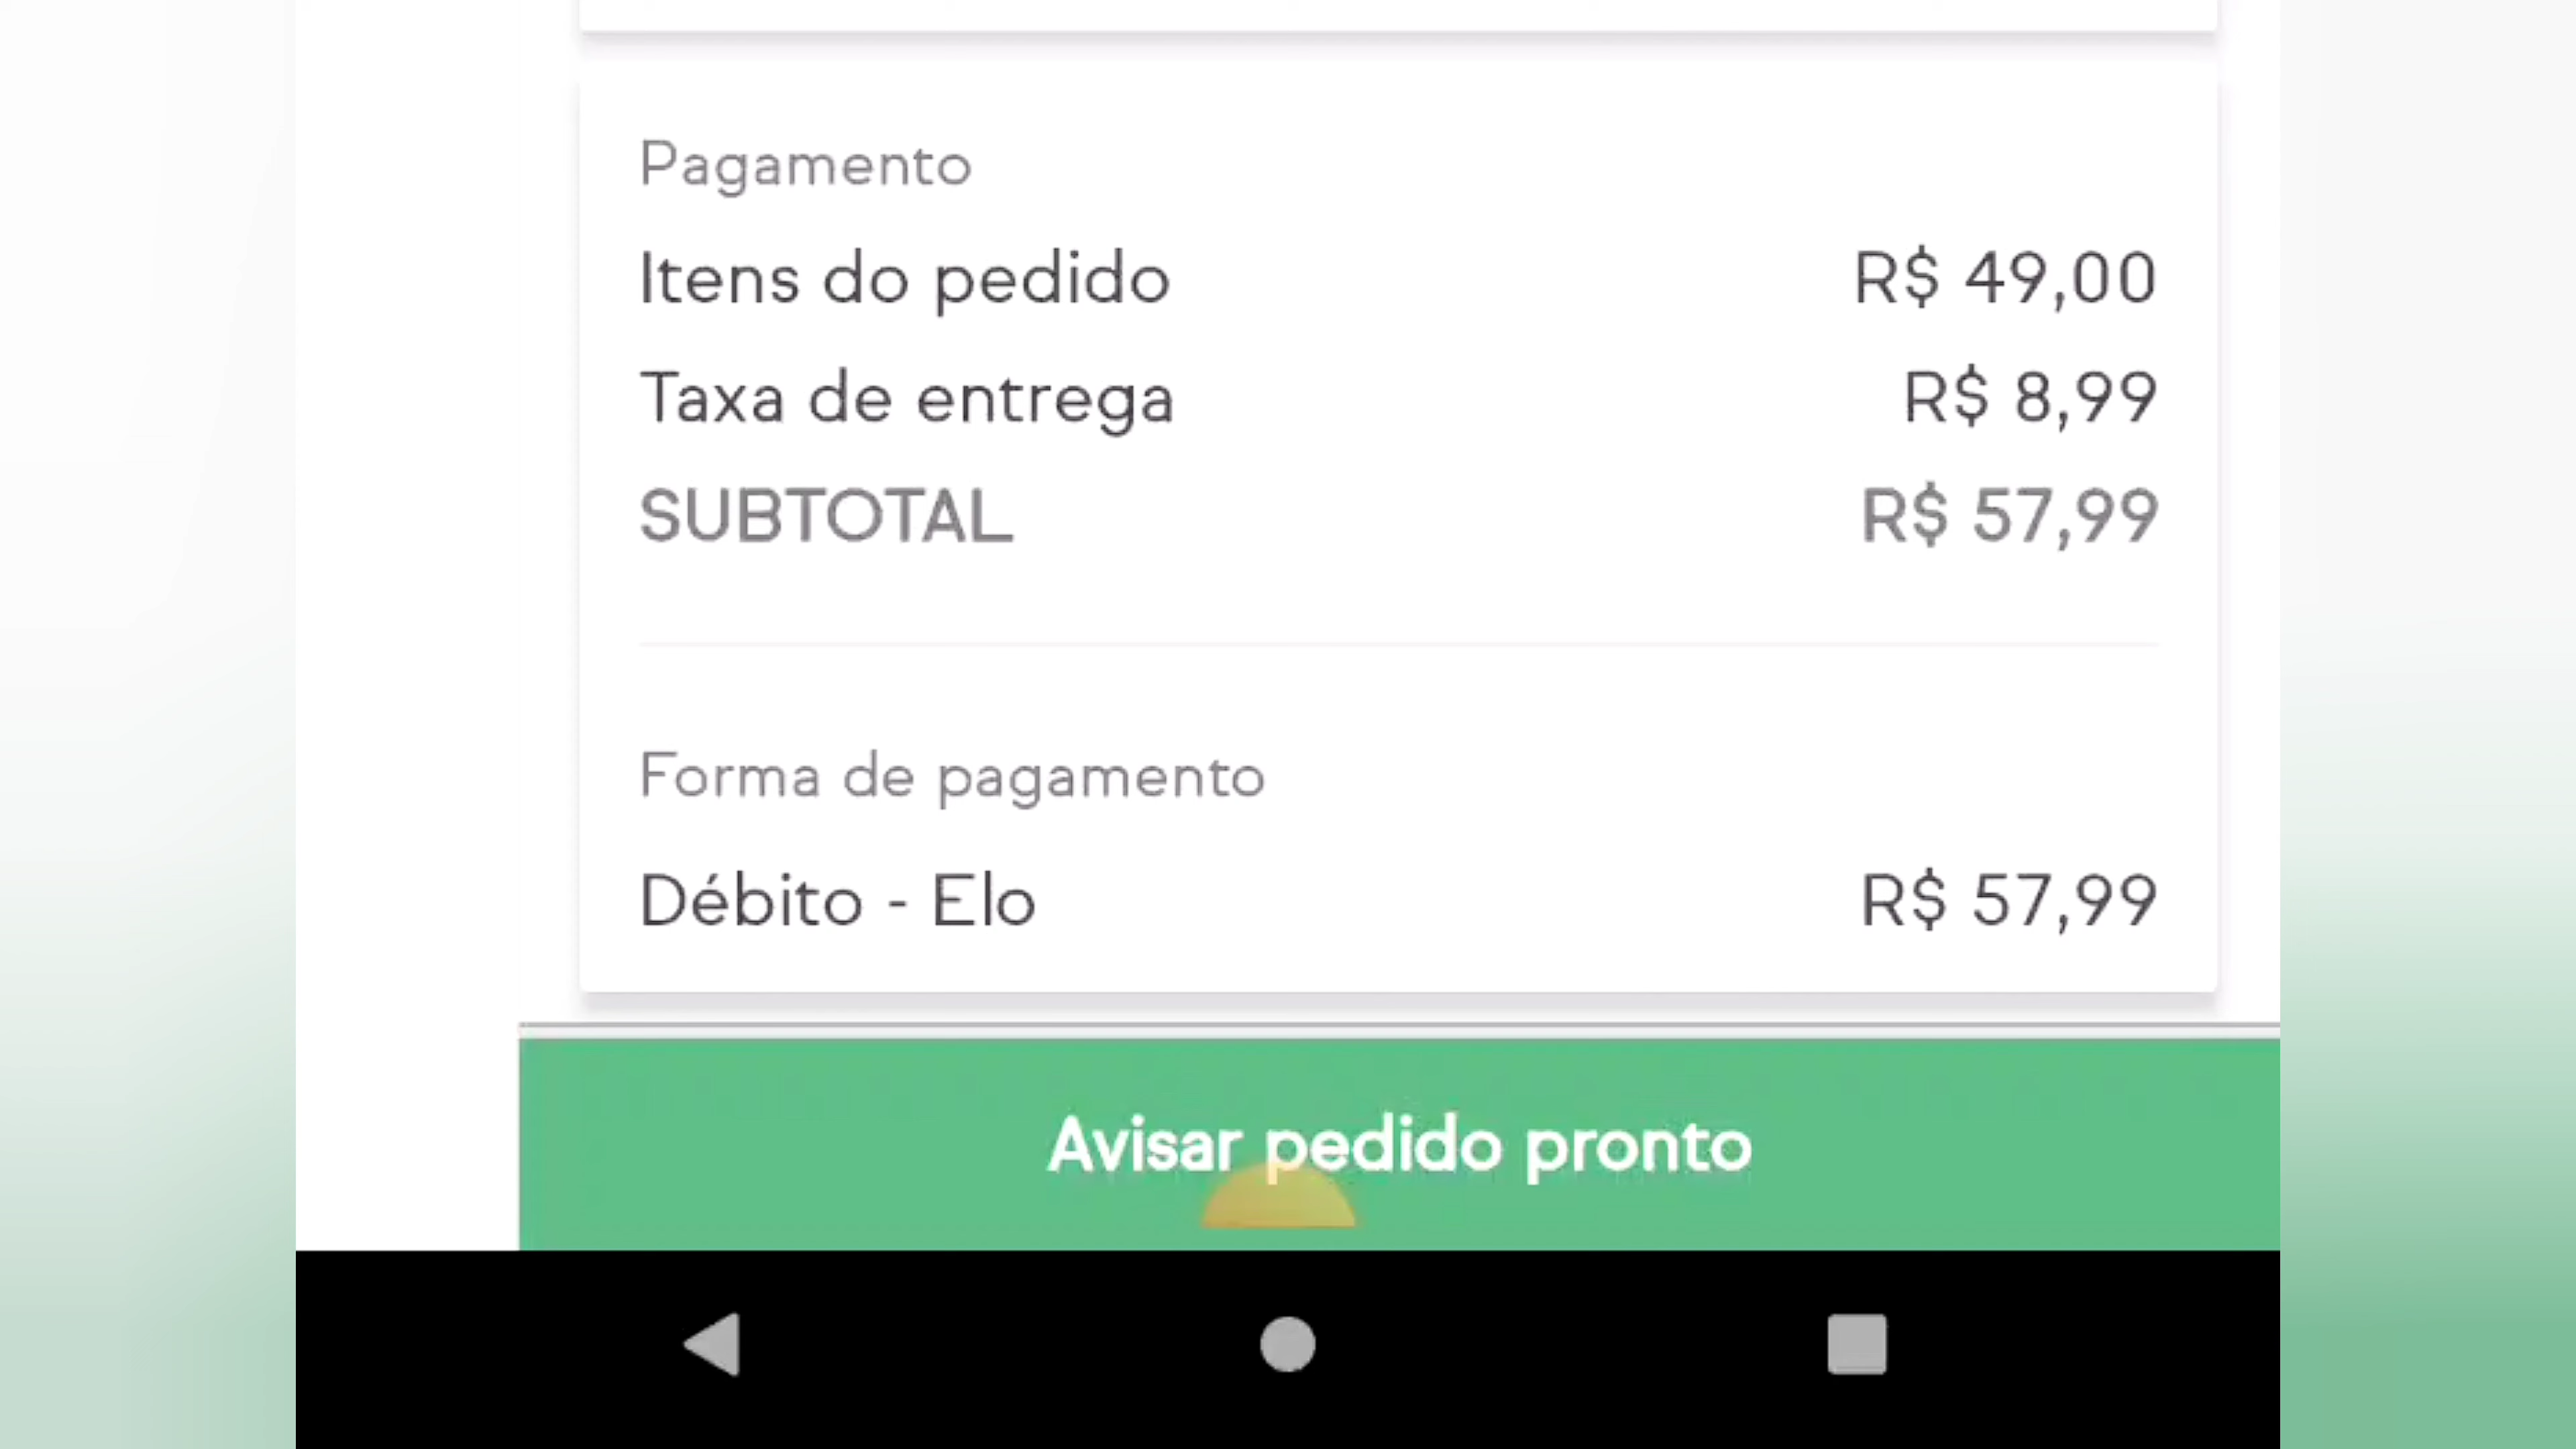 Pagamento
Itens do pedido R$ 49,00
Taxa de entrega R$ 8,99
SUBTOTAL R$ 57,99
Forma de pagamento
Débito - Elo R$ 57,99
Avisar pedido pronto